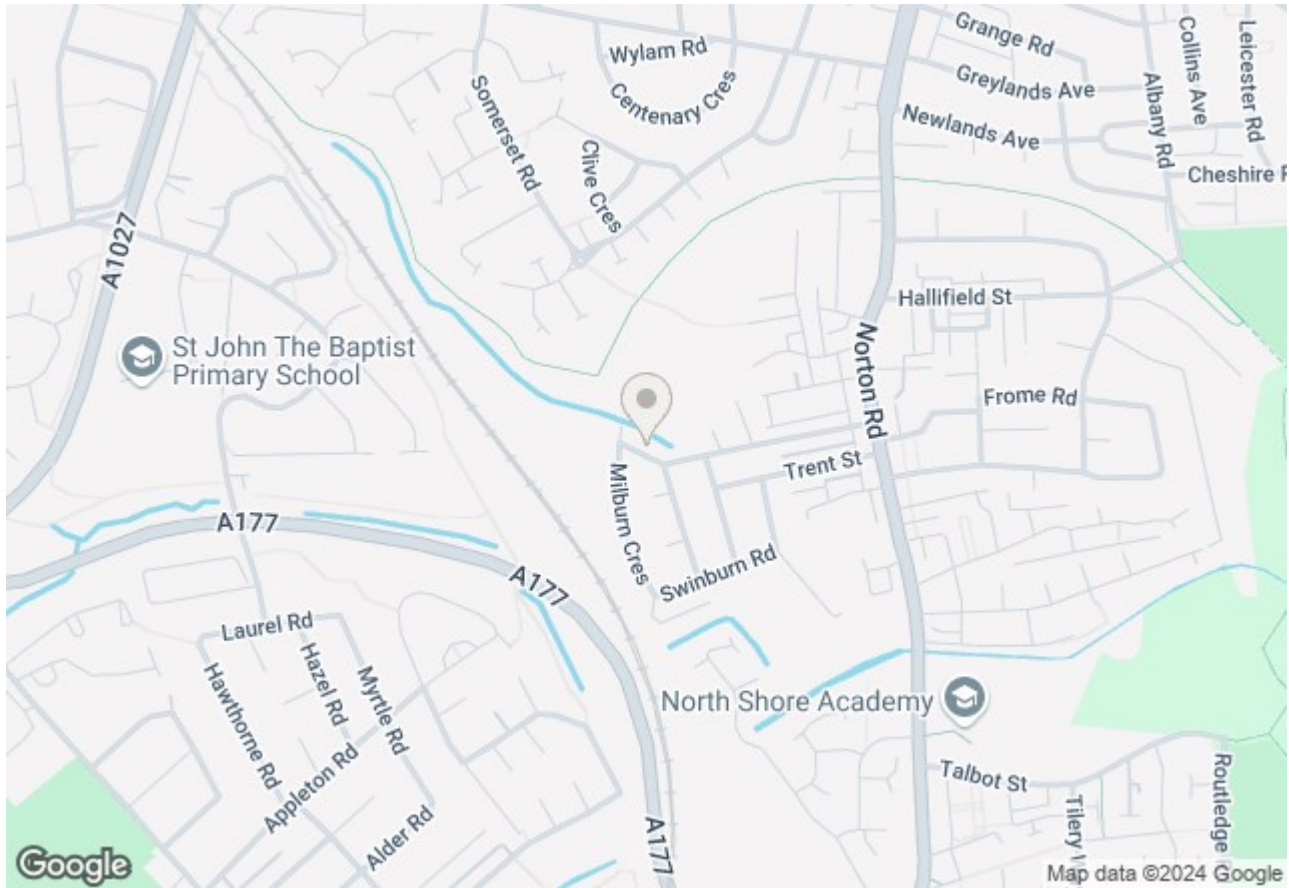 Grange Rd
Collins Ave
Leicester Rd
Wylam Rd
Greylands Ave
Albany Rd
Centenary Cres
Somerset Rd
Newlands Ave
Clive Cres
Cheshire R
A1027
Hallifield St
St John The Baptist
Primary School
Norton Rd
Frome Rd
Trent St
Milburn Cres
A177
A177
Swinburn Rd
Laurel Rd
Hazel Rd
Myrtle Rd
Hawthorne Rd
North Shore Academy
Appleton Rd
Talbot St
Routledge
Tilery
Alder Rd
A177
Google
Map data ©2024 Google